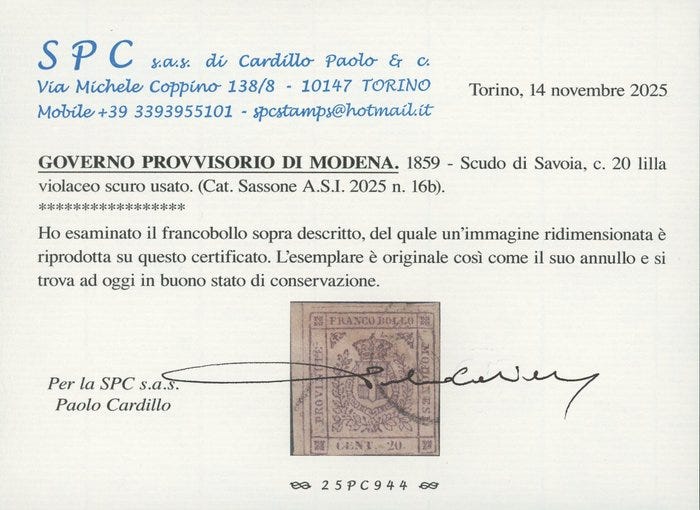 SPC s.a.s. di Cardillo Paolo & c.
Via Michele Coppino 138/8 - 10147 TORINO
Mobile +39 3393955101 - spcstamps@hotmail.it
Torino, 14 novembre 2025
GOVERNO PROVVISORIO DI MODENA. 1859 - Scudo di Savoia, c. 20 lilla
violaceo scuro usato. (Cat. Sassone A.S.I. 2025 n. 16b).
*****************
Ho esaminato il francobollo sopra descritto, del quale un'immagine ridimensionata è
riprodotta su questo certificato. L'esemplare è originale così come il suo annullo e si
trova ad oggi in buono stato di conservazione.
FRANCO BOLLO
PROVINCIE
MODONESI
CENT. 20.
Per la SPC s.a.s.
Paolo Cardillo
25PC944